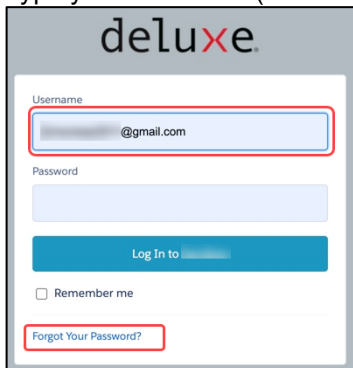 deluxe.
Username
@gmail.com
Password
Log In to
Remember me
Forgot Your Password?